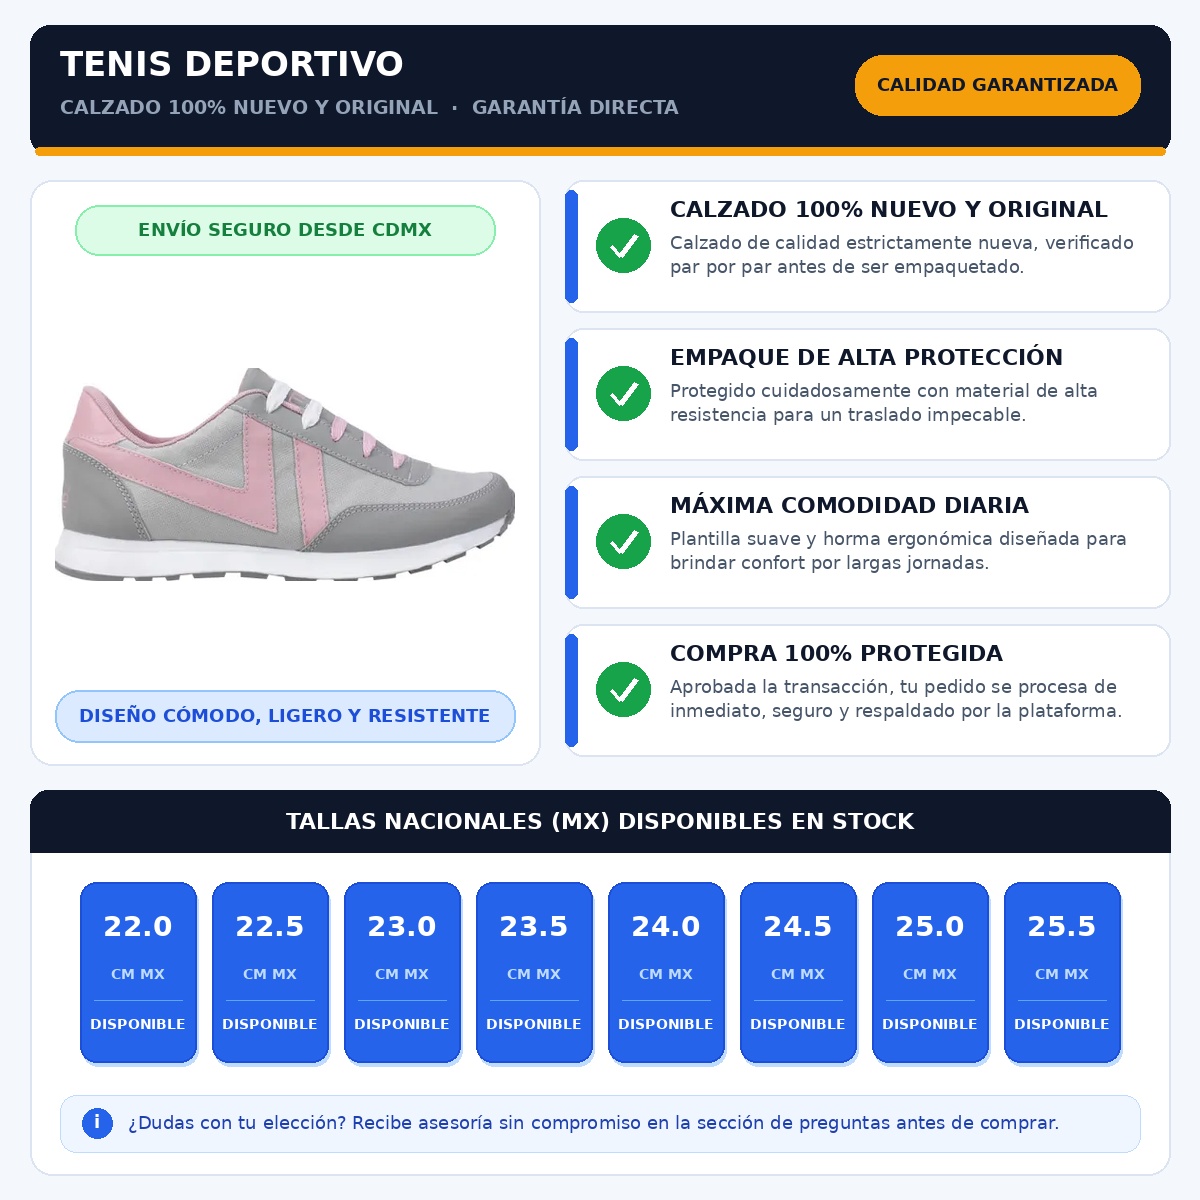 TENIS DEPORTIVO
CALZADO 100% NUEVO Y ORIGINAL · GARANTÍA DIRECTA
CALIDAD GARANTIZADA
ENVÍO SEGURO DESDE CDMX
DISEÑO CÓMODO, LIGERO Y RESISTENTE
CALZADO 100% NUEVO Y ORIGINAL
Calzado de calidad estrictamente nueva, verificado
par por par antes de ser empaquetado.
EMPAQUE DE ALTA PROTECCIÓN
Protegido cuidadosamente con material de alta
resistencia para un traslado impecable.
MÁXIMA COMODIDAD DIARIA
Plantilla suave y horma ergonómica diseñada para
brindar confort por largas jornadas.
COMPRA 100% PROTEGIDA
Aprobada la transacción, tu pedido se procesa de
inmediato, seguro y respaldado por la plataforma.
TALLAS NACIONALES (MX) DISPONIBLES EN STOCK
22.0 22.5 23.0 23.5 24.0 24.5 25.0 25.5
CM MX CM MX CM MX CM MX CM MX CM MX CM MX CM MX
DISPONIBLE DISPONIBLE DISPONIBLE DISPONIBLE DISPONIBLE DISPONIBLE DISPONIBLE DISPONIBLE
i ¿Dudas con tu elección? Recibe asesoría sin compromiso en la sección de preguntas antes de comprar.